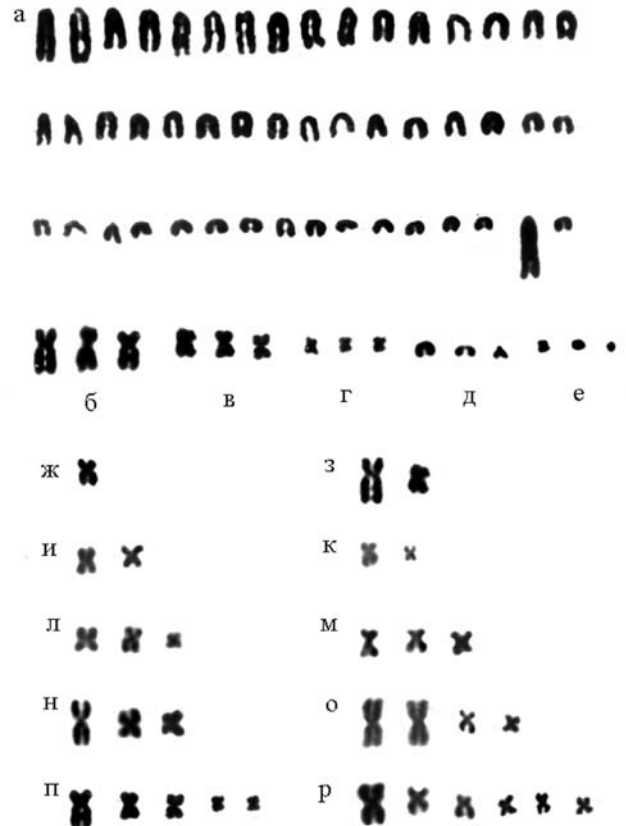 а
б в г д е
ж з
и к
л м
н о
п р